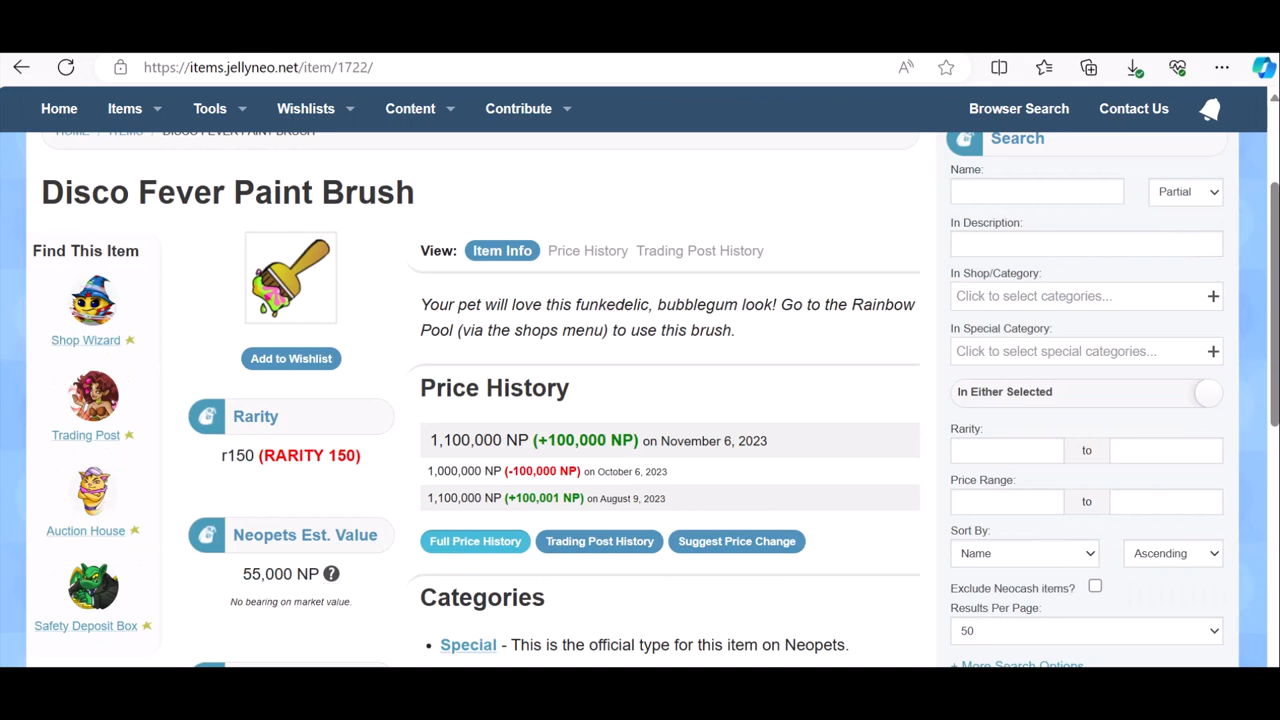 https://items.jellyneo.net/item/1722/
Home Items Tools Wishlists Content Contribute Browser Search Contact Us
HOME / ITEMS / DISCO FEVER PAINT BRUSH
Disco Fever Paint Brush
Find This Item
Shop Wizard
Trading Post
Auction House
Safety Deposit Box
Add to Wishlist
Rarity
r150 (RARITY 150)
Neopets Est. Value
55,000 NP ?
No bearing on market value.
View: Item Info Price History Trading Post History
Your pet will love this funkedelic, bubblegum look! Go to the Rainbow
Pool (via the shops menu) to use this brush.
Price History
1,100,000 NP (+100,000 NP) on November 6, 2023
1,000,000 NP (-100,000 NP) on October 6, 2023
1,100,000 NP (+100,001 NP) on August 9, 2023
Full Price History Trading Post History Suggest Price Change
Categories
• Special - This is the official type for this item on Neopets.
Search
Name:
Partial
In Description:
In Shop/Category:
Click to select categories... +
In Special Category:
Click to select special categories... +
In Either Selected
Rarity:
to
Price Range:
to
Sort By:
Name Ascending
Exclude Neocash items?
Results Per Page:
50
+ More Search Options